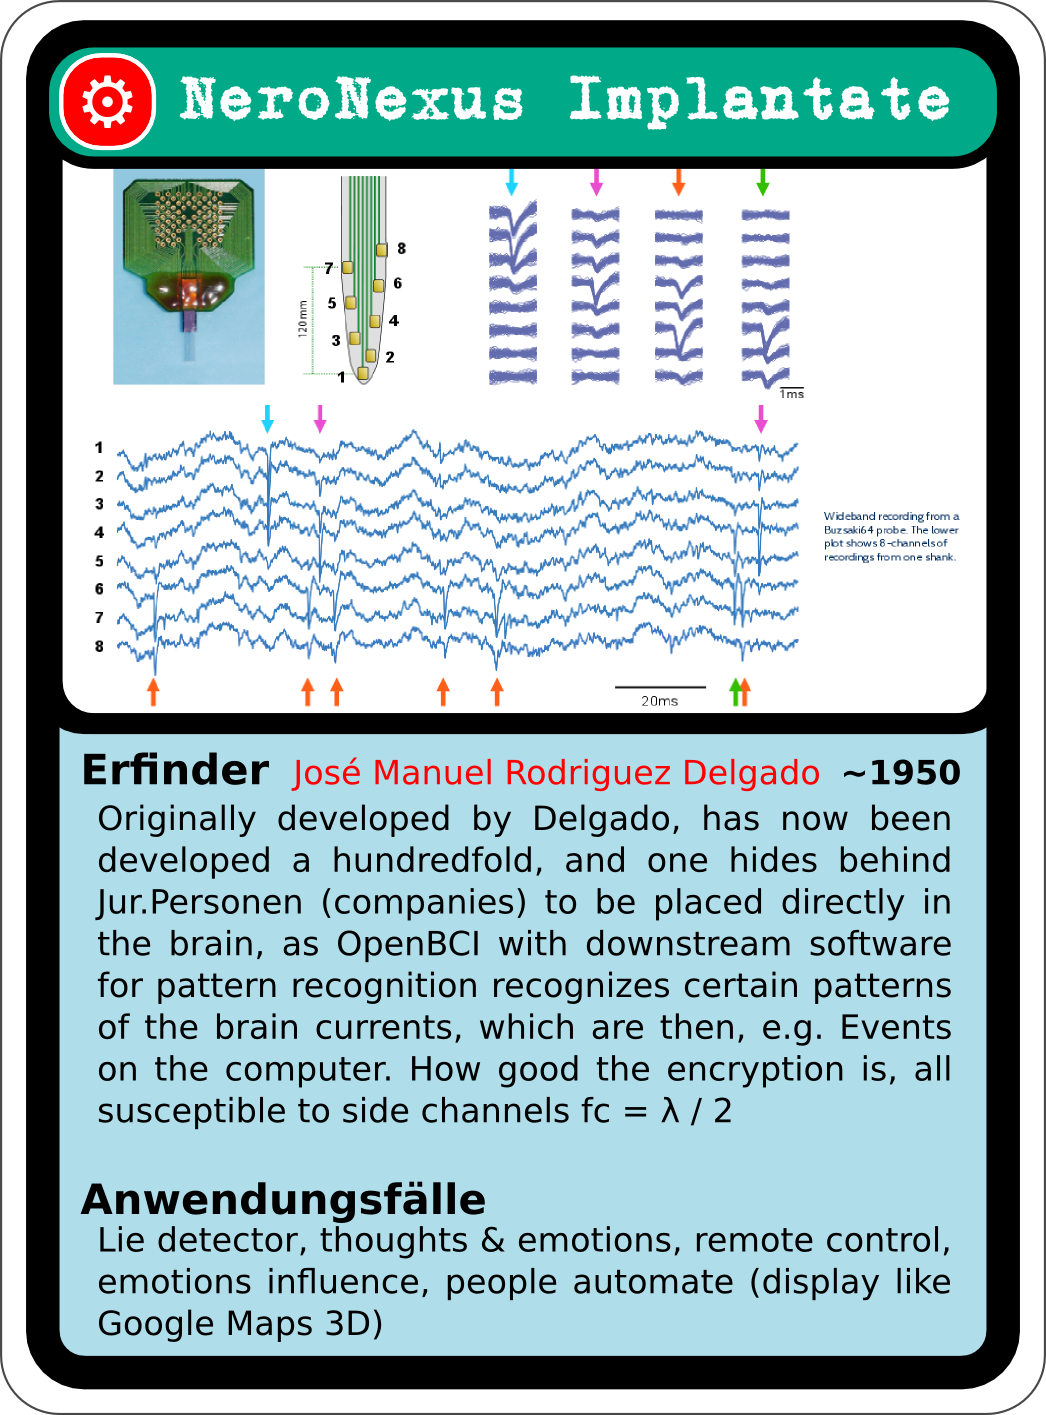 NeroNexus Implantate
8
7
6
5
4
3
2
1
120 mm
1ms
1
2
3
4
5
6
7
8
Wideband recording from a
Buzsaki64 probe. The lower
plot shows 8-channels of
recordings from one shank.
20ms
Erfinder José Manuel Rodriguez Delgado ~1950
Originally developed by Delgado, has now been
developed a hundredfold, and one hides behind
Jur.Personen (companies) to be placed directly in
the brain, as OpenBCI with downstream software
for pattern recognition recognizes certain patterns
of the brain currents, which are then, e.g. Events
on the computer. How good the encryption is, all
susceptible to side channels fc = λ / 2
Anwendungsfälle
Lie detector, thoughts & emotions, remote control,
emotions influence, people automate (display like
Google Maps 3D)